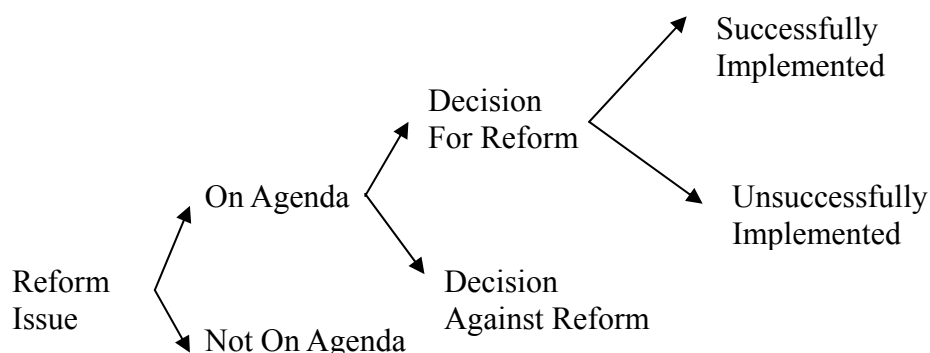 Successfully
Implemented
Decision
For Reform
On Agenda
Unsuccessfully
Implemented
Reform
Issue
Decision
Against Reform
Not On Agenda